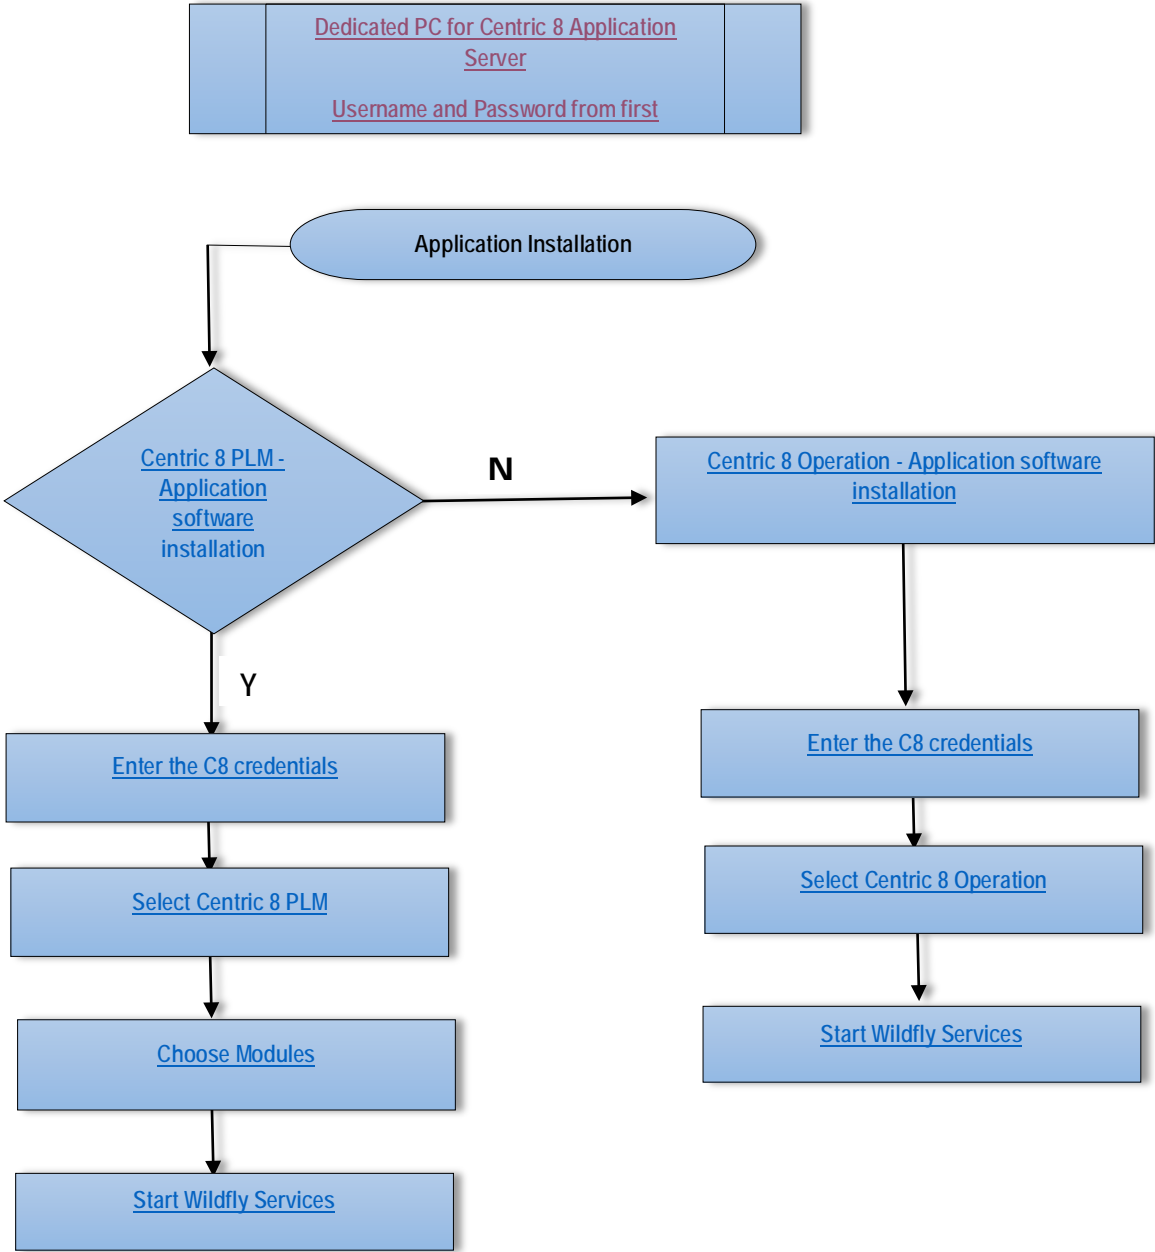 Dedicated PC for Centric 8 Application
Server
Username and Password from first
Application Installation
Centric 8 PLM -
Application
software
installation
N
Centric 8 Operation - Application software
installation
Y
Enter the C8 credentials
Select Centric 8 PLM
Choose Modules
Start Wildfly Services
Enter the C8 credentials
Select Centric 8 Operation
Start Wildfly Services